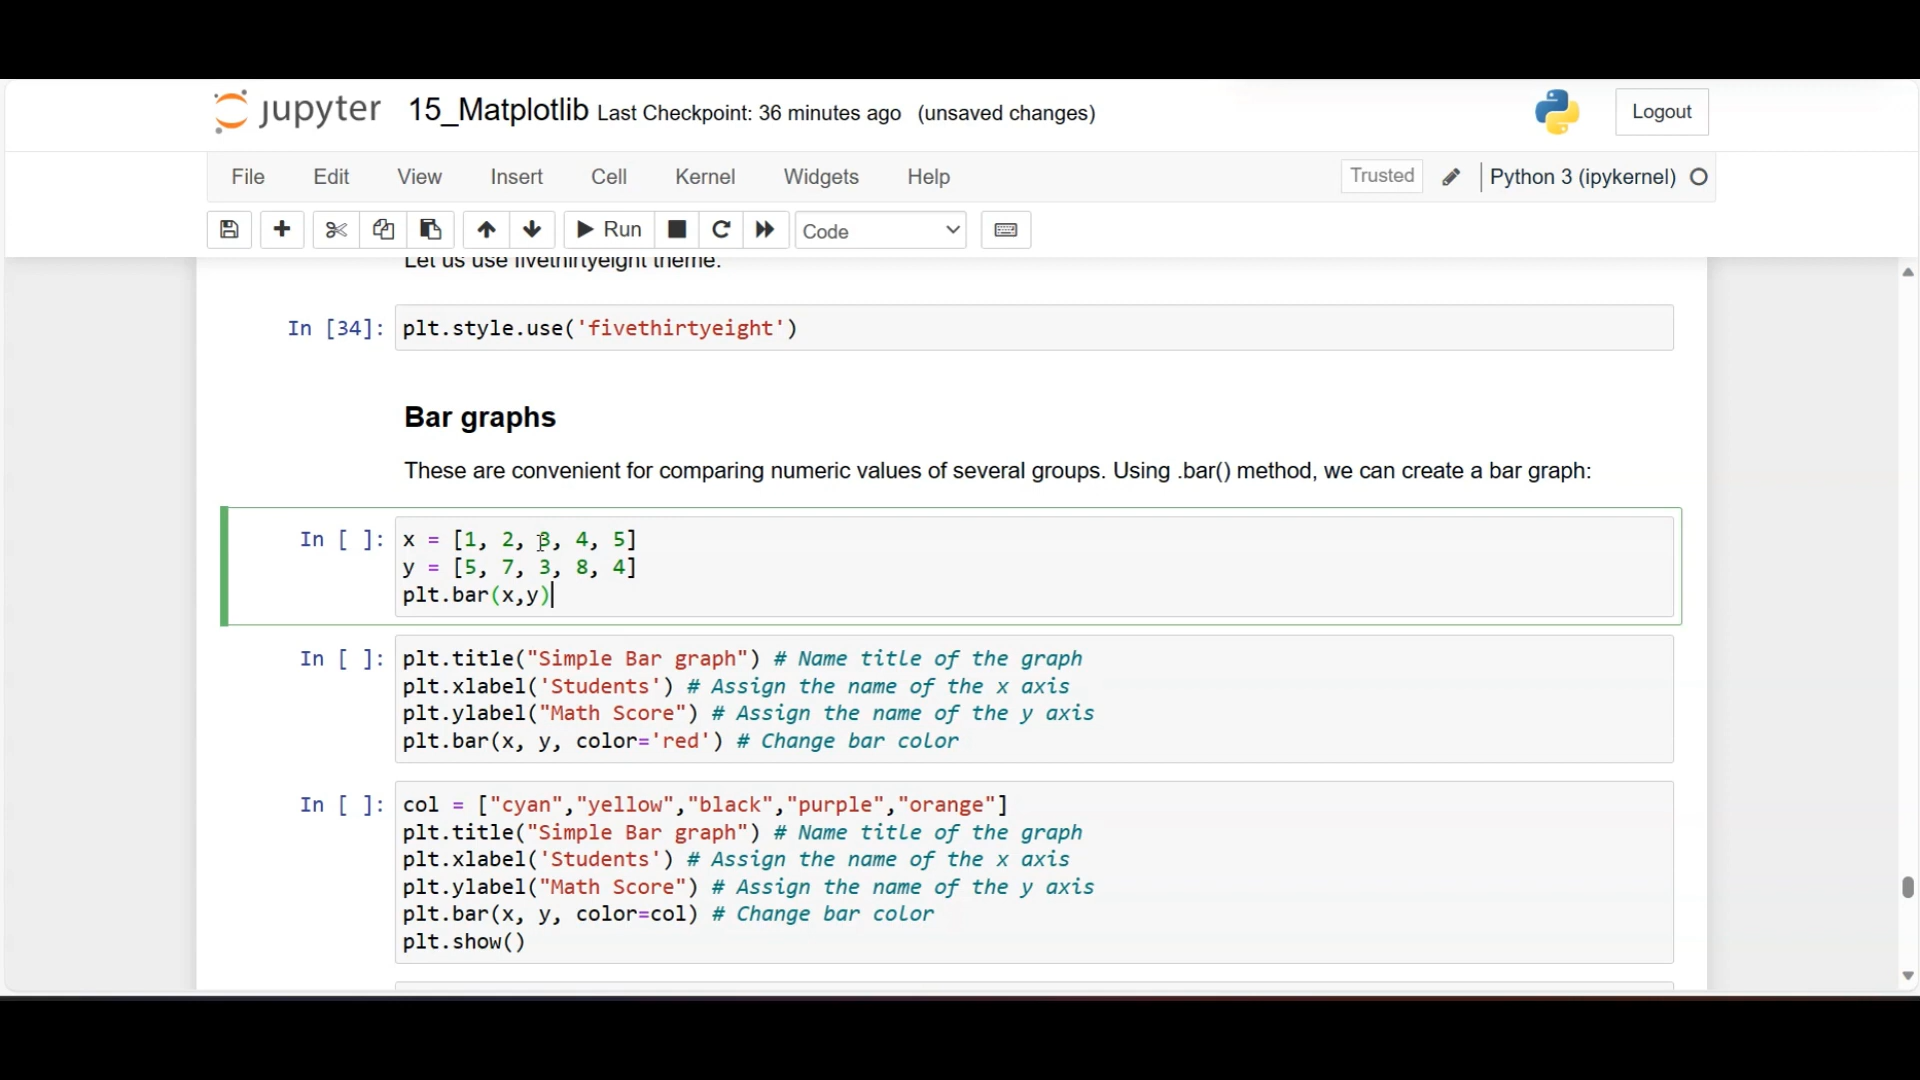 jupyter 15_Matplotlib Last Checkpoint: 36 minutes ago (unsaved changes) Logout
File Edit View Insert Cell Kernel Widgets Help Trusted Python 3 (ipykernel)
Run Code
Let us use fivethirtyeight theme.
In [34]: plt.style.use('fivethirtyeight')
Bar graphs
These are convenient for comparing numeric values of several groups. Using .bar() method, we can create a bar graph:
In [ ]: x = [1, 2, 3, 4, 5]
y = [5, 7, 3, 8, 4]
plt.bar(x,y)
In [ ]: plt.title("Simple Bar graph") # Name title of the graph
plt.xlabel('Students') # Assign the name of the x axis
plt.ylabel("Math Score") # Assign the name of the y axis
plt.bar(x, y, color='red') # Change bar color
In [ ]: col = ["cyan","yellow","black","purple","orange"]
plt.title("Simple Bar graph") # Name title of the graph
plt.xlabel('Students') # Assign the name of the x axis
plt.ylabel("Math Score") # Assign the name of the y axis
plt.bar(x, y, color=col) # Change bar color
plt.show()